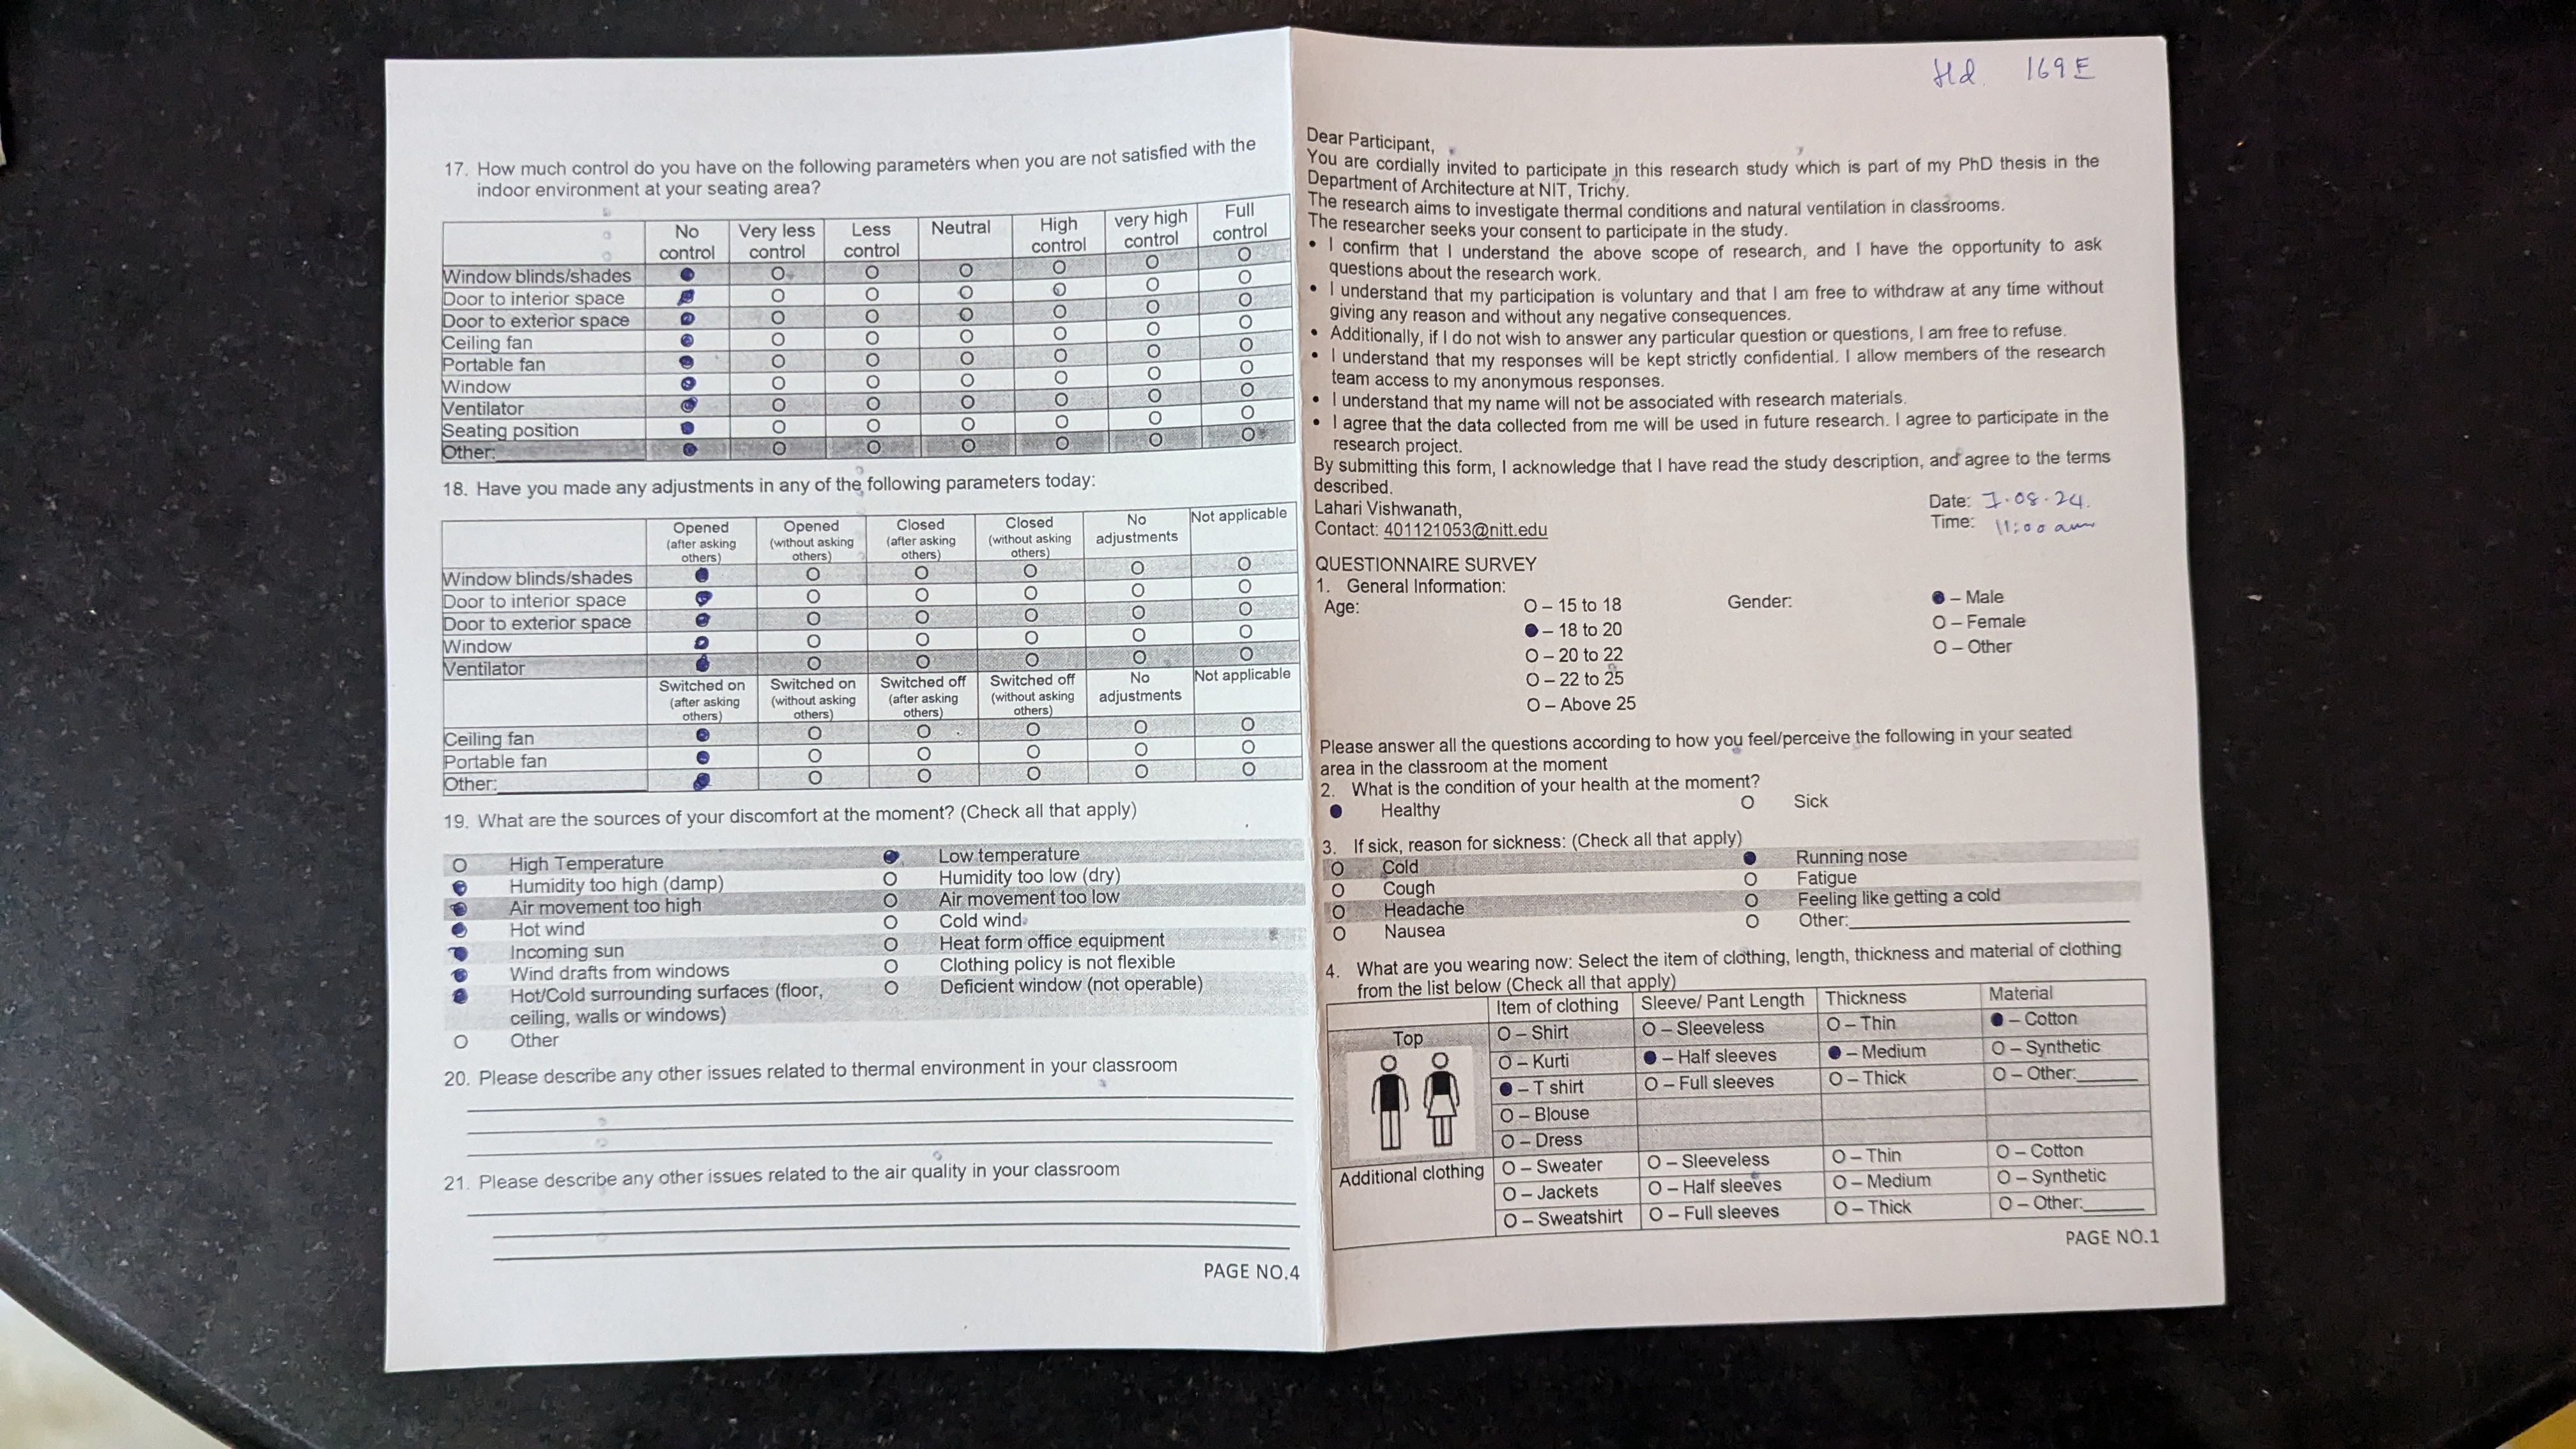 17. How much control do you have on the following parameters when you are not satisfied with the
indoor environment at your seating area?
No control Very less control Less control Neutral High control very high control Full control
Window blinds/shades ● O O O O O O
Door to interior space ● O O O O O O
Door to exterior space ● O O O O O O
Ceiling fan ● O O O O O O
Portable fan ● O O O O O O
Window ● O O O O O O
Ventilator ● O O O O O O
Seating position ● O O O O O O
Other: ● O O O O O O
18. Have you made any adjustments in any of the following parameters today:
Opened (after asking others) Opened (without asking others) Closed (after asking others) Closed (without asking others) No adjustments Not applicable
Window blinds/shades ● O O O O O
Door to interior space ● O O O O O
Door to exterior space ● O O O O O
Window ● O O O O O
Ventilator ● O O O O O
Switched on (after asking others) Switched on (without asking others) Switched off (after asking others) Switched off (without asking others) No adjustments Not applicable
Ceiling fan ● O O O O O
Portable fan ● O O O O O
Other: ● O O O O O
19. What are the sources of your discomfort at the moment? (Check all that apply)
O High Temperature ● Low temperature
● Humidity too high (damp) O Humidity too low (dry)
● Air movement too high O Air movement too low
● Hot wind O Cold wind
● Incoming sun O Heat form office equipment
● Wind drafts from windows O Clothing policy is not flexible
● Hot/Cold surrounding surfaces (floor, O Deficient window (not operable)
ceiling, walls or windows)
O Other
20. Please describe any other issues related to thermal environment in your classroom
21. Please describe any other issues related to the air quality in your classroom
PAGE NO.4
169E
Dear Participant,
You are cordially invited to participate in this research study which is part of my PhD thesis in the
Department of Architecture at NIT, Trichy.
The research aims to investigate thermal conditions and natural ventilation in classrooms.
The researcher seeks your consent to participate in the study.
• I confirm that I understand the above scope of research, and I have the opportunity to ask
questions about the research work.
• I understand that my participation is voluntary and that I am free to withdraw at any time without
giving any reason and without any negative consequences.
• Additionally, if I do not wish to answer any particular question or questions, I am free to refuse.
• I understand that my responses will be kept strictly confidential. I allow members of the research
team access to my anonymous responses.
• I understand that my name will not be associated with research materials.
• I agree that the data collected from me will be used in future research. I agree to participate in the
research project.
By submitting this form, I acknowledge that I have read the study description, and agree to the terms
described.
Lahari Vishwanath, Date: 7.08.24.
Contact: 401121053@nitt.edu Time: 11:00 am
QUESTIONNAIRE SURVEY
1. General Information:
Age: O – 15 to 18 Gender: ● – Male
● – 18 to 20 O – Female
O – 20 to 22 O – Other
O – 22 to 25
O – Above 25
Please answer all the questions according to how you feel/perceive the following in your seated
area in the classroom at the moment
2. What is the condition of your health at the moment?
● Healthy O Sick
3. If sick, reason for sickness: (Check all that apply)
O Cold ● Running nose
O Cough O Fatigue
O Headache O Feeling like getting a cold
O Nausea O Other:
4. What are you wearing now: Select the item of clothing, length, thickness and material of clothing
from the list below (Check all that apply)
Item of clothing Sleeve/ Pant Length Thickness Material
Top O – Shirt O – Sleeveless O – Thin ● – Cotton
O – Kurti ● – Half sleeves ● – Medium O – Synthetic
● – T shirt O – Full sleeves O – Thick O – Other:
O – Blouse
O – Dress
Additional clothing O – Sweater O – Sleeveless O – Thin O – Cotton
O – Jackets O – Half sleeves O – Medium O – Synthetic
O – Sweatshirt O – Full sleeves O – Thick O – Other:
PAGE NO.1